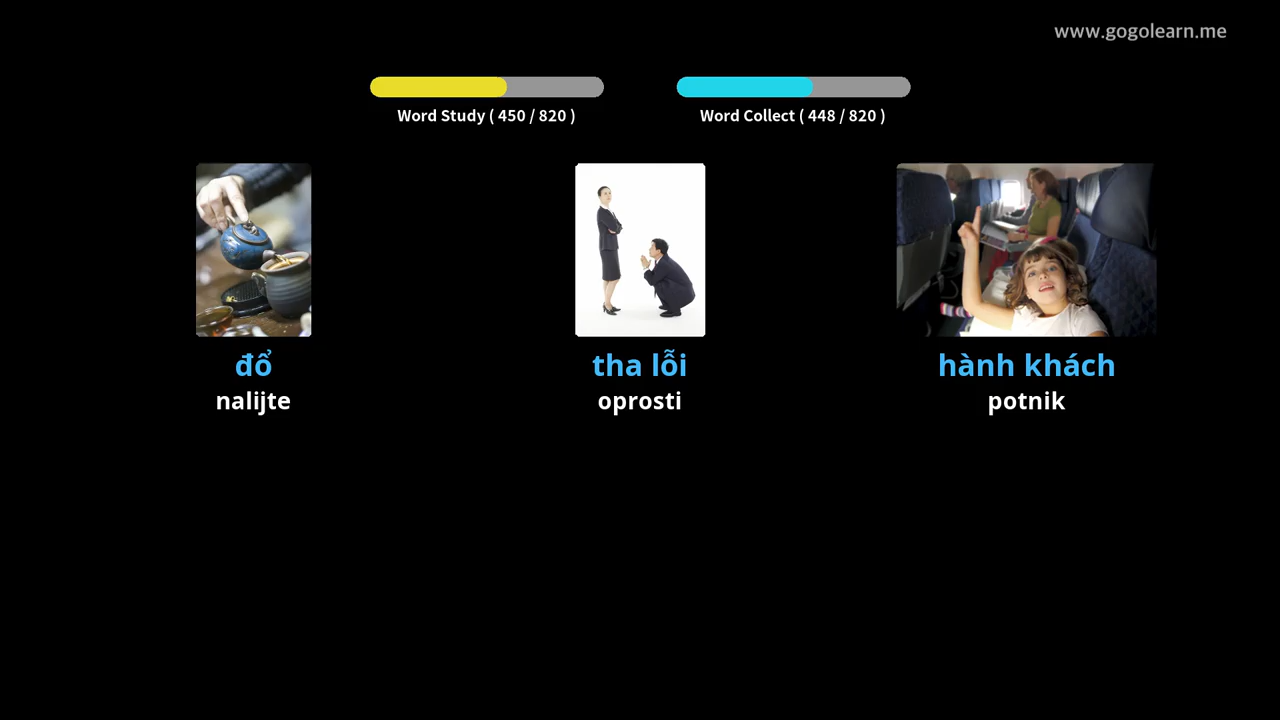 www.gogolearn.me
Word Study ( 450 / 820 )
Word Collect ( 448 / 820 )
đổ
tha lỗi
hành khách
nalijte
oprosti
potnik